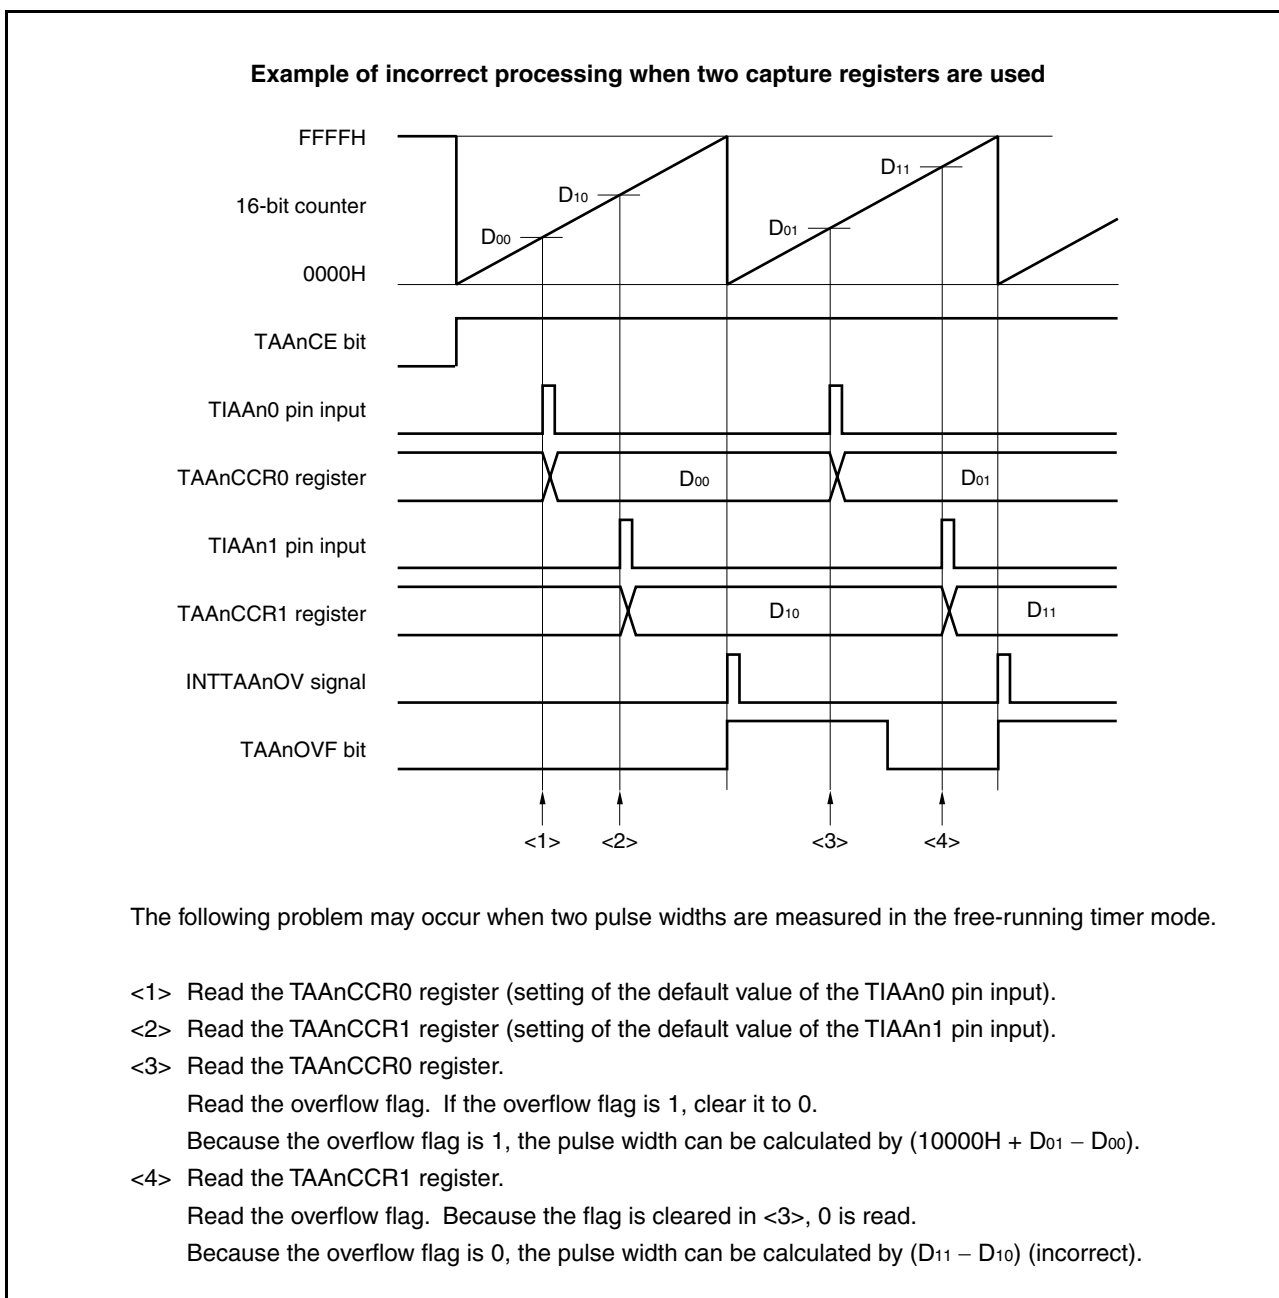 Example of incorrect processing when two capture registers are used
FFFFH
D11
D10
16-bit counter
D01
D00
0000H
TAAnCE bit
TIAAn0 pin input
TAAnCCR0 register
D00
D01
TIAAn1 pin input
TAAnCCR1 register
D10
D11
INTTAAnOV signal
TAAnOVF bit
<1> <2> <3> <4>
The following problem may occur when two pulse widths are measured in the free-running timer mode.
<1> Read the TAAnCCR0 register (setting of the default value of the TIAAn0 pin input).
<2> Read the TAAnCCR1 register (setting of the default value of the TIAAn1 pin input).
<3> Read the TAAnCCR0 register.
Read the overflow flag. If the overflow flag is 1, clear it to 0.
Because the overflow flag is 1, the pulse width can be calculated by (10000H + D01 − D00).
<4> Read the TAAnCCR1 register.
Read the overflow flag. Because the flag is cleared in <3>, 0 is read.
Because the overflow flag is 0, the pulse width can be calculated by (D11 − D10) (incorrect).